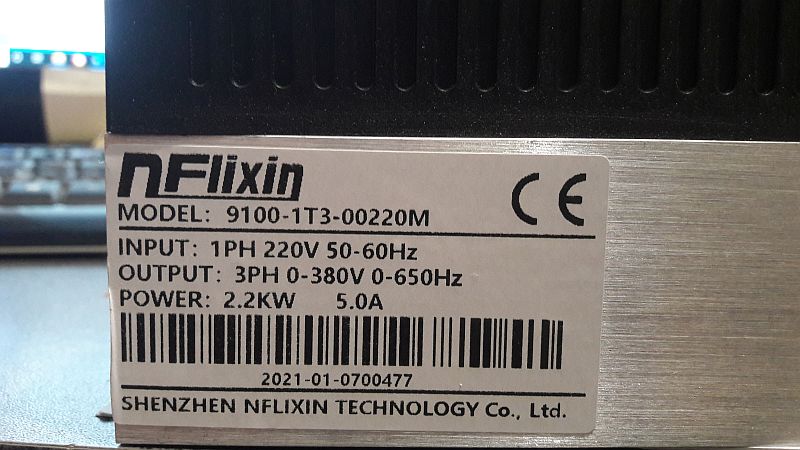 nFlixin
CE
MODEL: 9100-1T3-00220M
INPUT: 1PH 220V 50-60Hz
OUTPUT: 3PH 0-380V 0-650Hz
POWER: 2.2KW 5.0A
2021-01-0700477
SHENZHEN NFLIXIN TECHNOLOGY Co., Ltd.